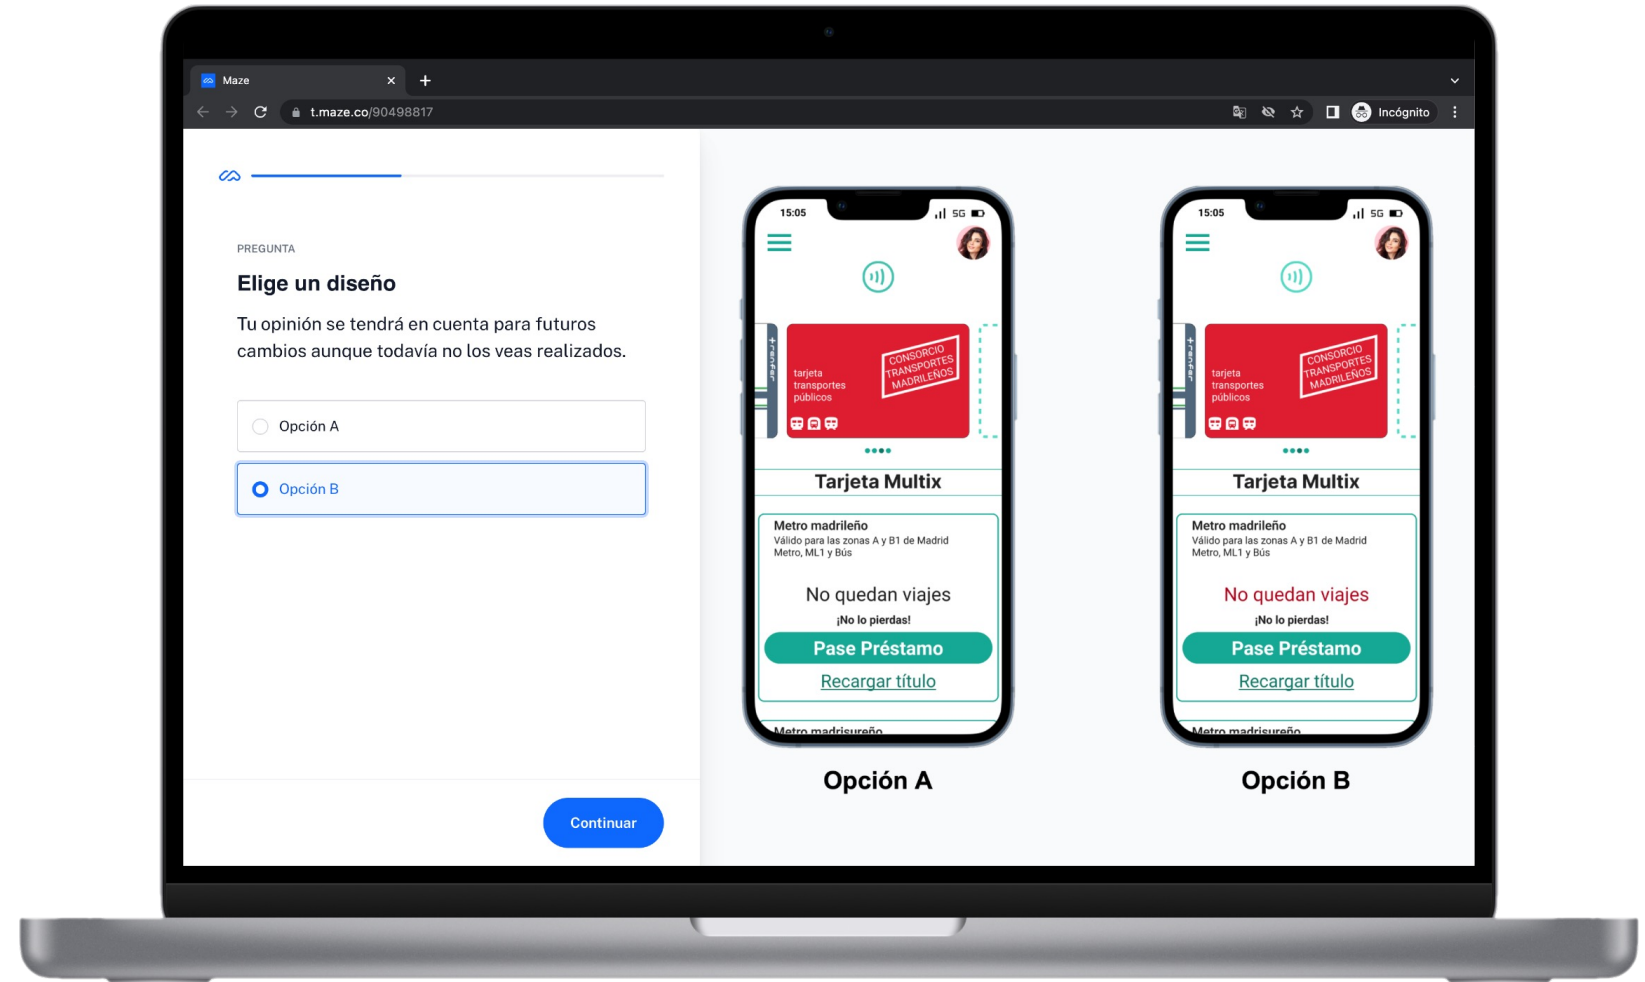 Maze
t.maze.co/90498817
Incógnito
PREGUNTA
Elige un diseño
Tu opinión se tendrá en cuenta para futuros
cambios aunque todavía no los veas realizados.
Opción A
Opción B
Continuar
15:05
5G
tarjeta
transportes
públicos
CONSORCIO
TRANSPORTES
MADRILEÑOS
Tarjeta Multix
Metro madrileño
Válido para las zonas A y B1 de Madrid
Metro, ML1 y Bús
No quedan viajes
¡No lo pierdas!
Pase Préstamo
Recargar título
Metro madrisureño
Opción A
15:05
5G
tarjeta
transportes
públicos
CONSORCIO
TRANSPORTES
MADRILEÑOS
Tarjeta Multix
Metro madrileño
Válido para las zonas A y B1 de Madrid
Metro, ML1 y Bús
No quedan viajes
¡No lo pierdas!
Pase Préstamo
Recargar título
Metro madrisureño
Opción B